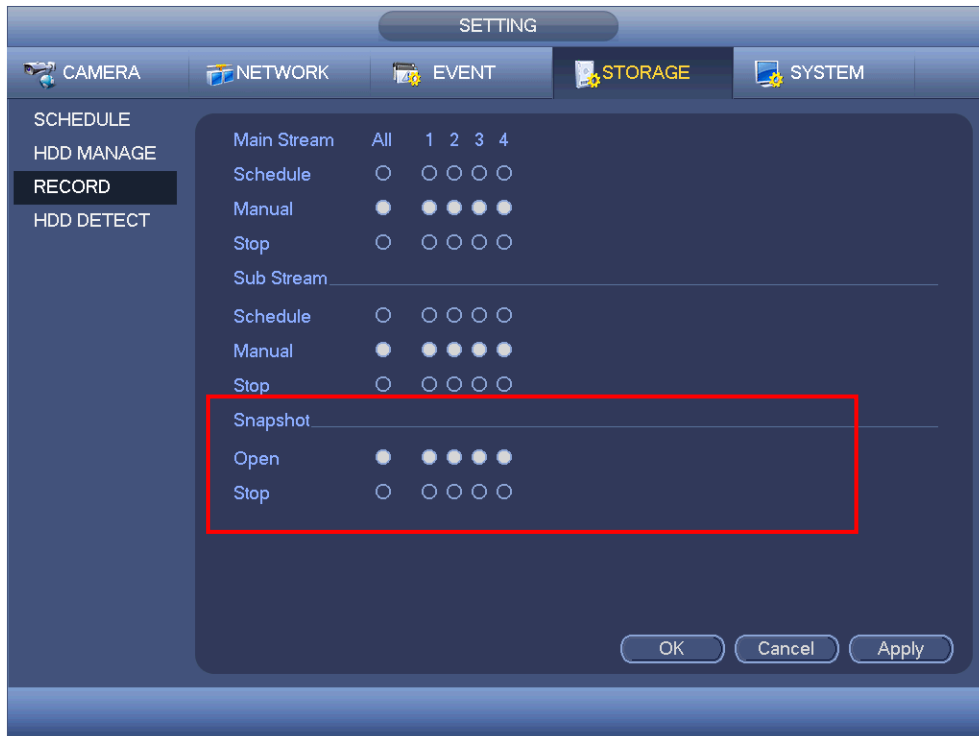 SETTING
CAMERA NETWORK EVENT STORAGE SYSTEM
SCHEDULE
HDD MANAGE
RECORD
HDD DETECT
Main Stream All 1 2 3 4
Schedule
Manual
Stop
Sub Stream
Schedule
Manual
Stop
Snapshot
Open
Stop
OK Cancel Apply